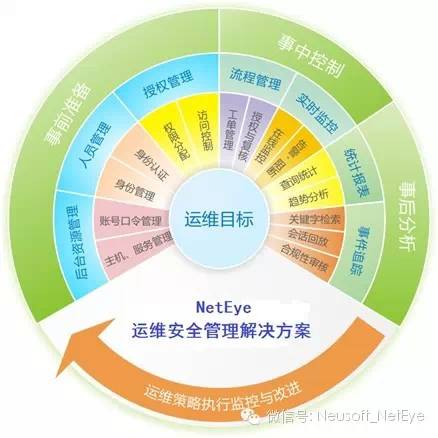 事前准备
事中控制
事后分析
后台资源管理
人员管理
授权管理
流程管理
实时监控
统计报表
事件追踪
主机、服务管理
账号口令管理
身份管理
身份认证
权限分配
访问控制
工单管理
授权与复核
在线监控
告警、阻断
查询统计
趋势分析
关键字检索
会话回放
合规性审核
运维目标
NetEye
运维安全管理解决方案
运维策略执行监控与改进
微信号: Neusoft_NetEye